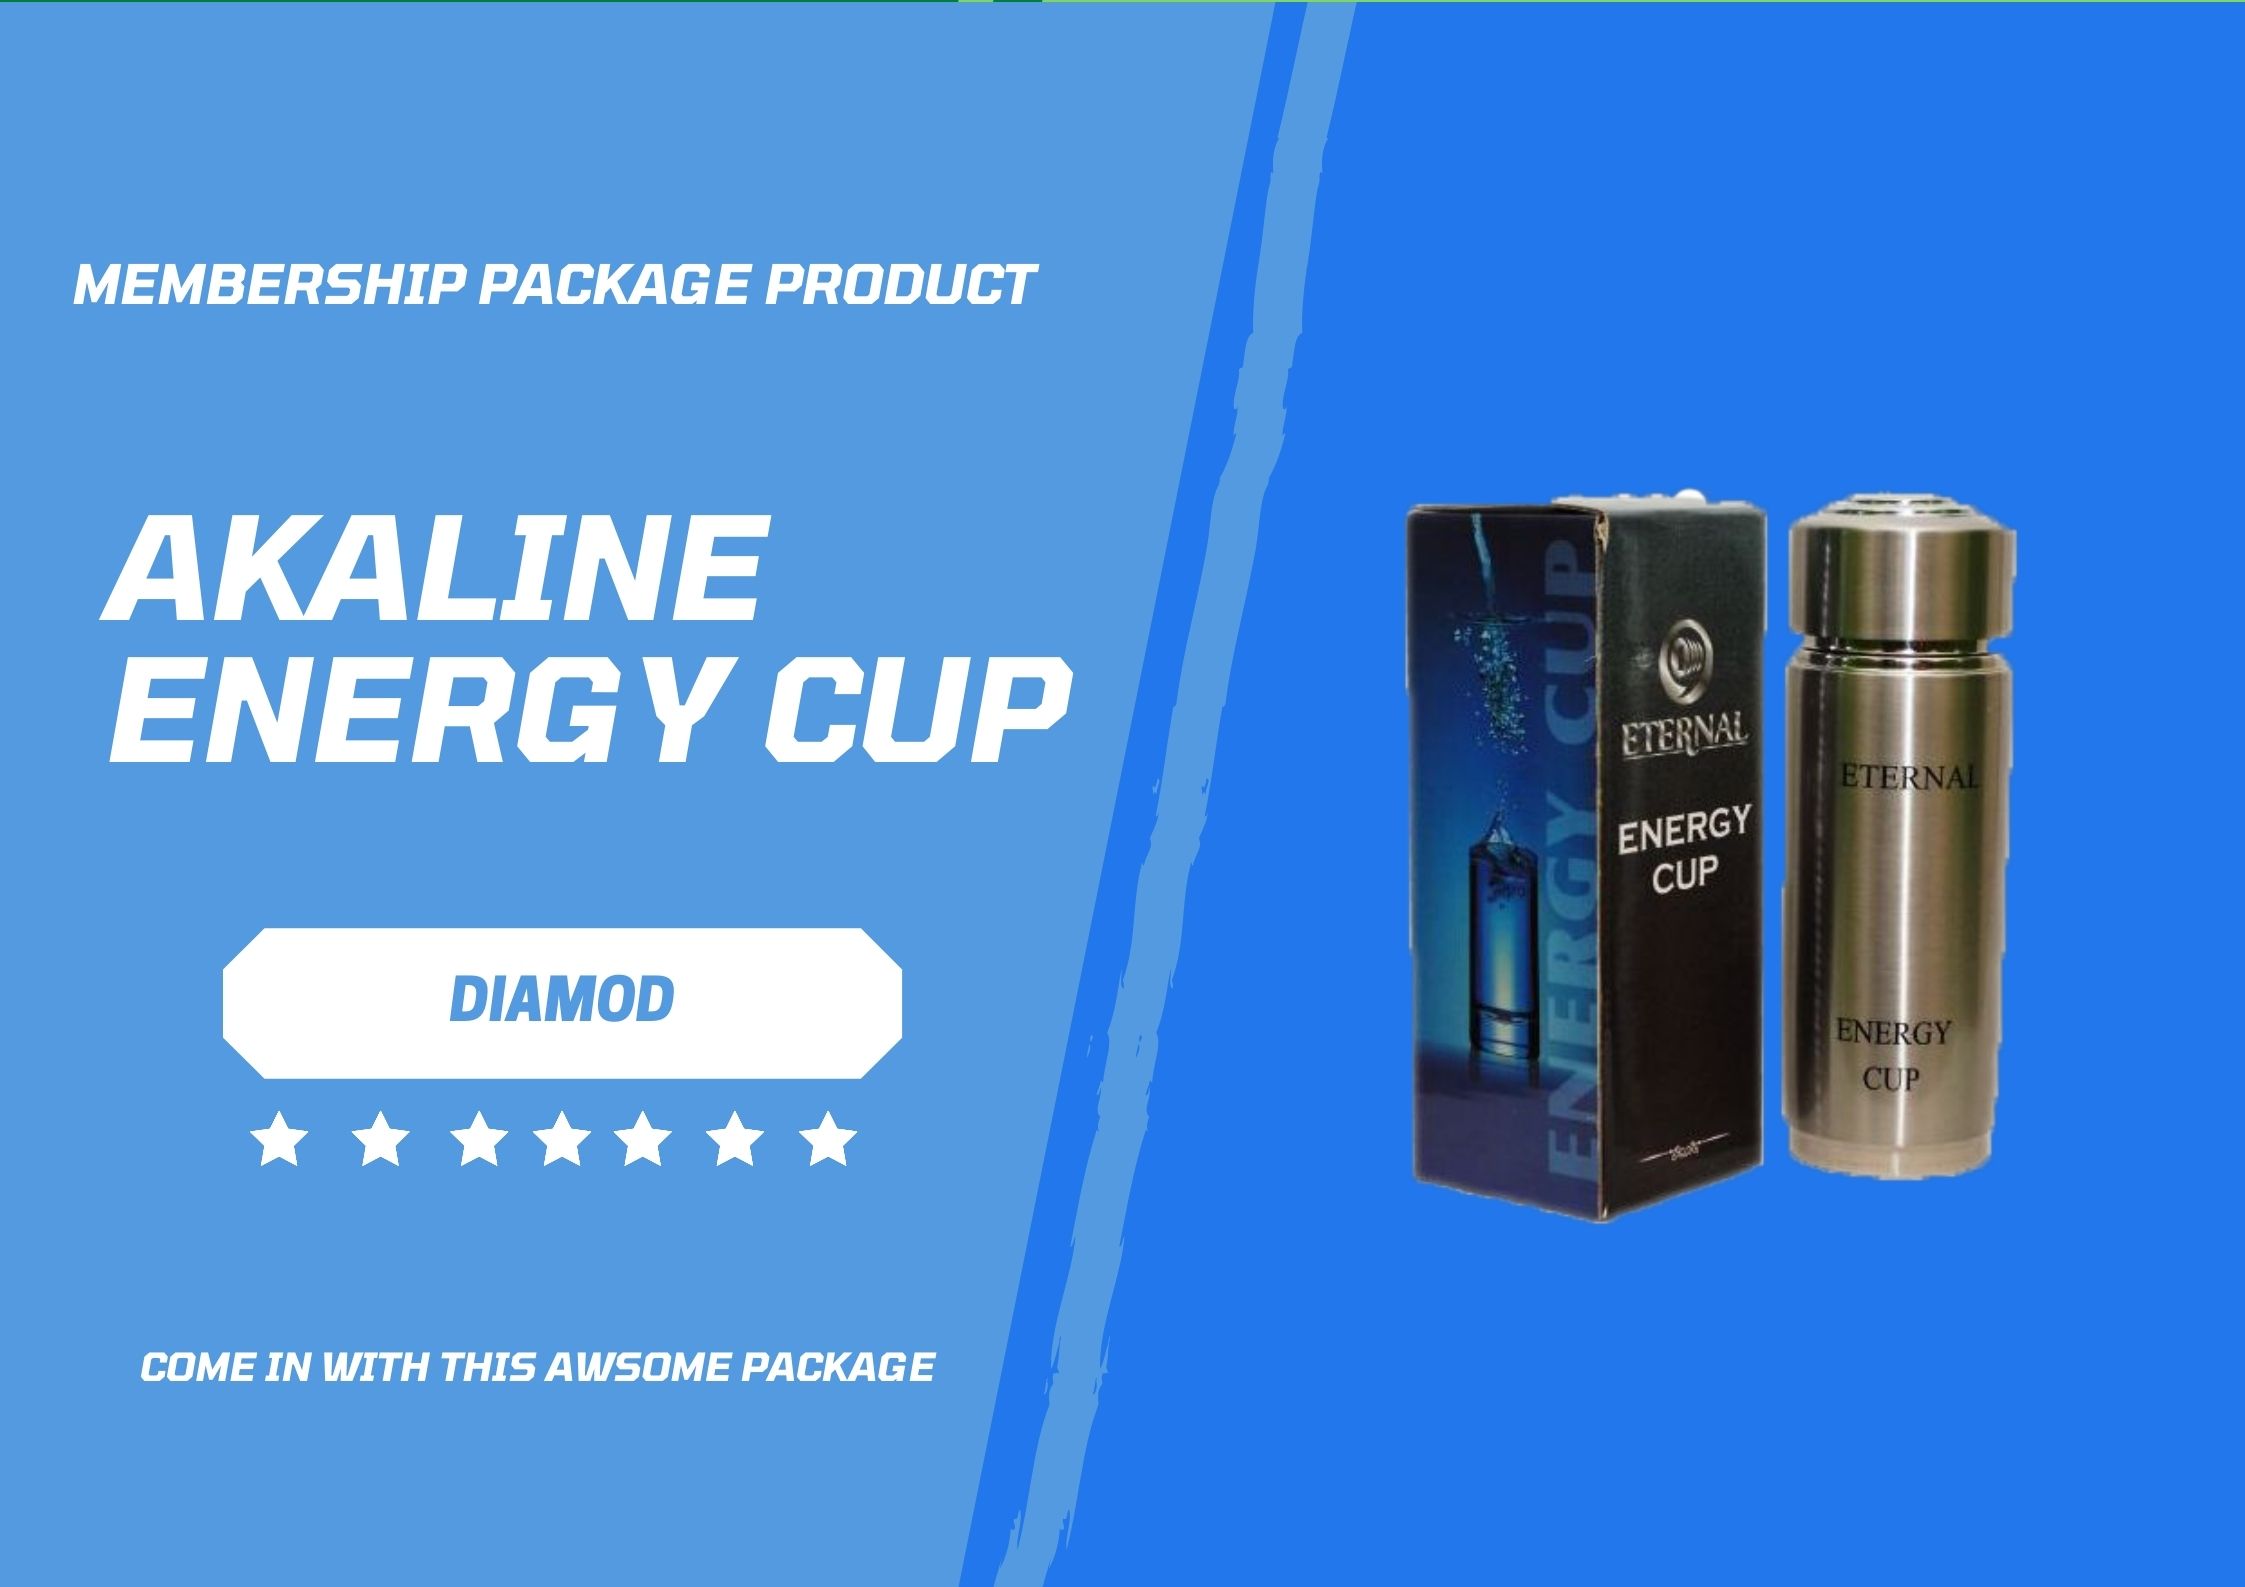 MEMBERSHIP PACKAGE PRODUCT
AKALINE
ENERGY CUP
DIAMOD
COME IN WITH THIS AWSOME PACKAGE
ENERGY CUP
ETERNAL
ENERGY
CUP
ETERNAL
ENERGY
CUP